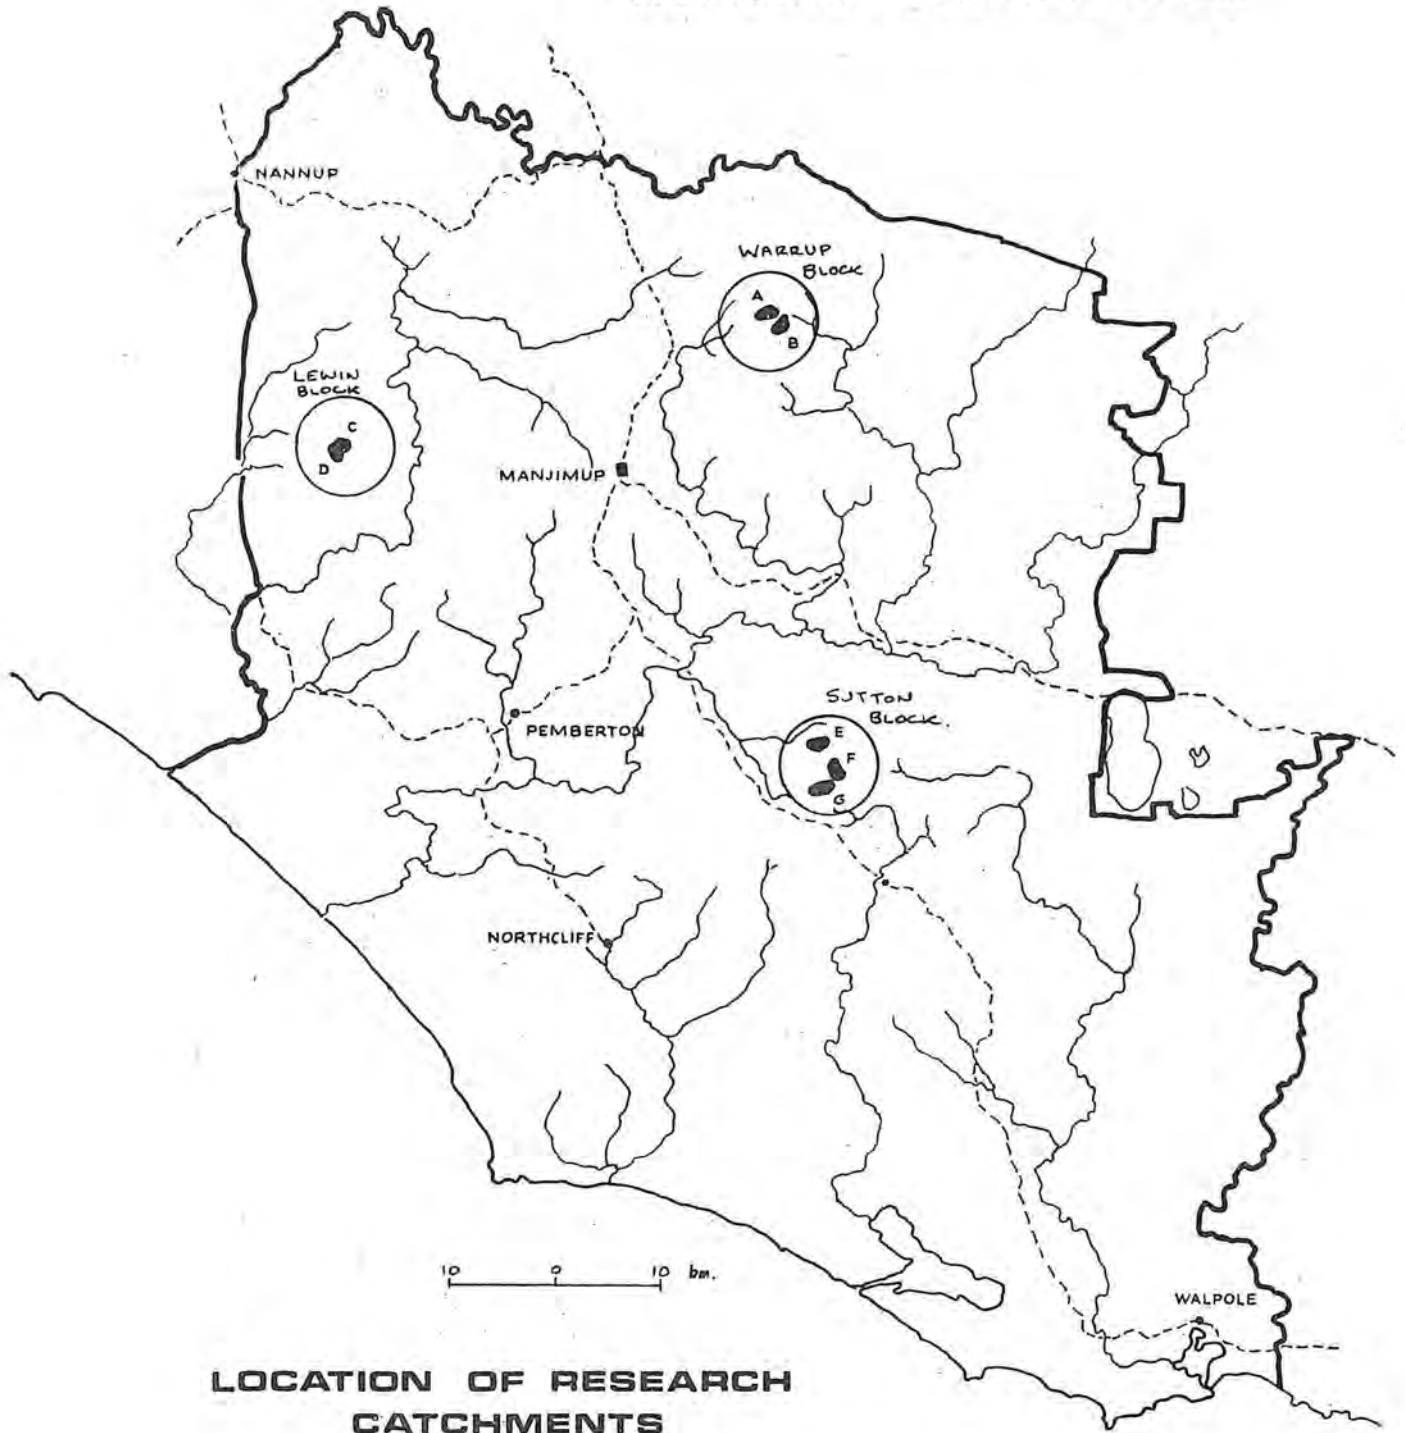 NANNUP
WARRUP
BLOCK
A
B
LEWIN
BLOCK
C
D
MANJIMUP
SUTTON
BLOCK.
E
F
G
PEMBERTON
NORTHCLIFF
10 0 10 km.
WALPOLE
LOCATION OF RESEARCH
CATCHMENTS